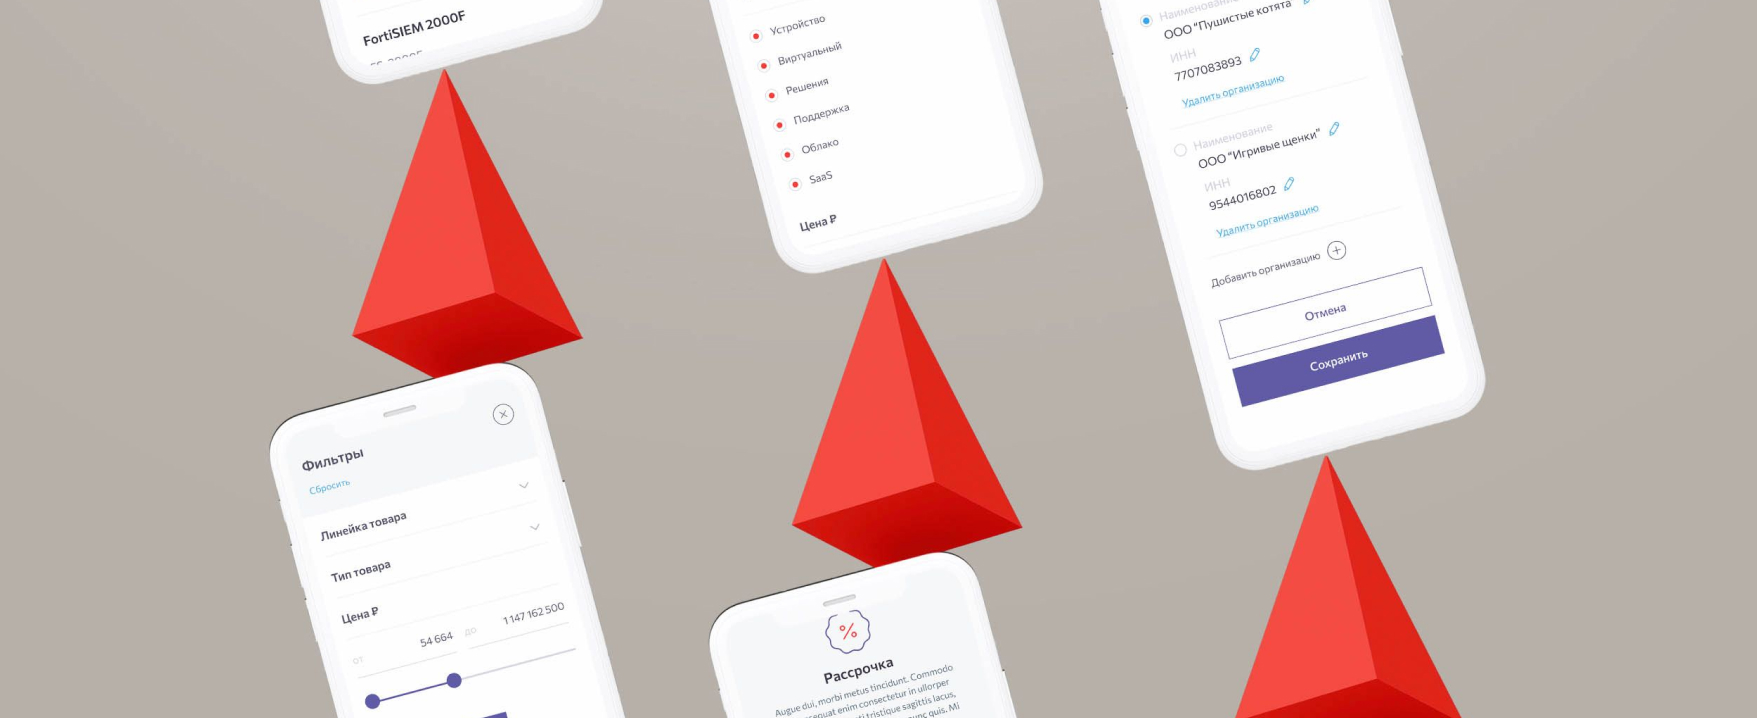 FortiSIEM 2000F
Фильтры
Сбросить
Линейка товара
Тип товара
Цена ₽
от 54 664 до 1 147 162 500
Устройство
Виртуальный
Решения
Поддержка
Облако
SaaS
Цена ₽
%
Рассрочка
Augue dui, morbi metus tincidunt. Commodo
enim consectetur in ullorper
tristique sagittis lacus,
quis. Mi
Наименование
ООО "Пушистые котята"
ИНН
7707083893
Удалить организацию
Наименование
ООО "Игривые щенки"
ИНН
9544016802
Удалить организацию
Добавить организацию
Отмена
Сохранить